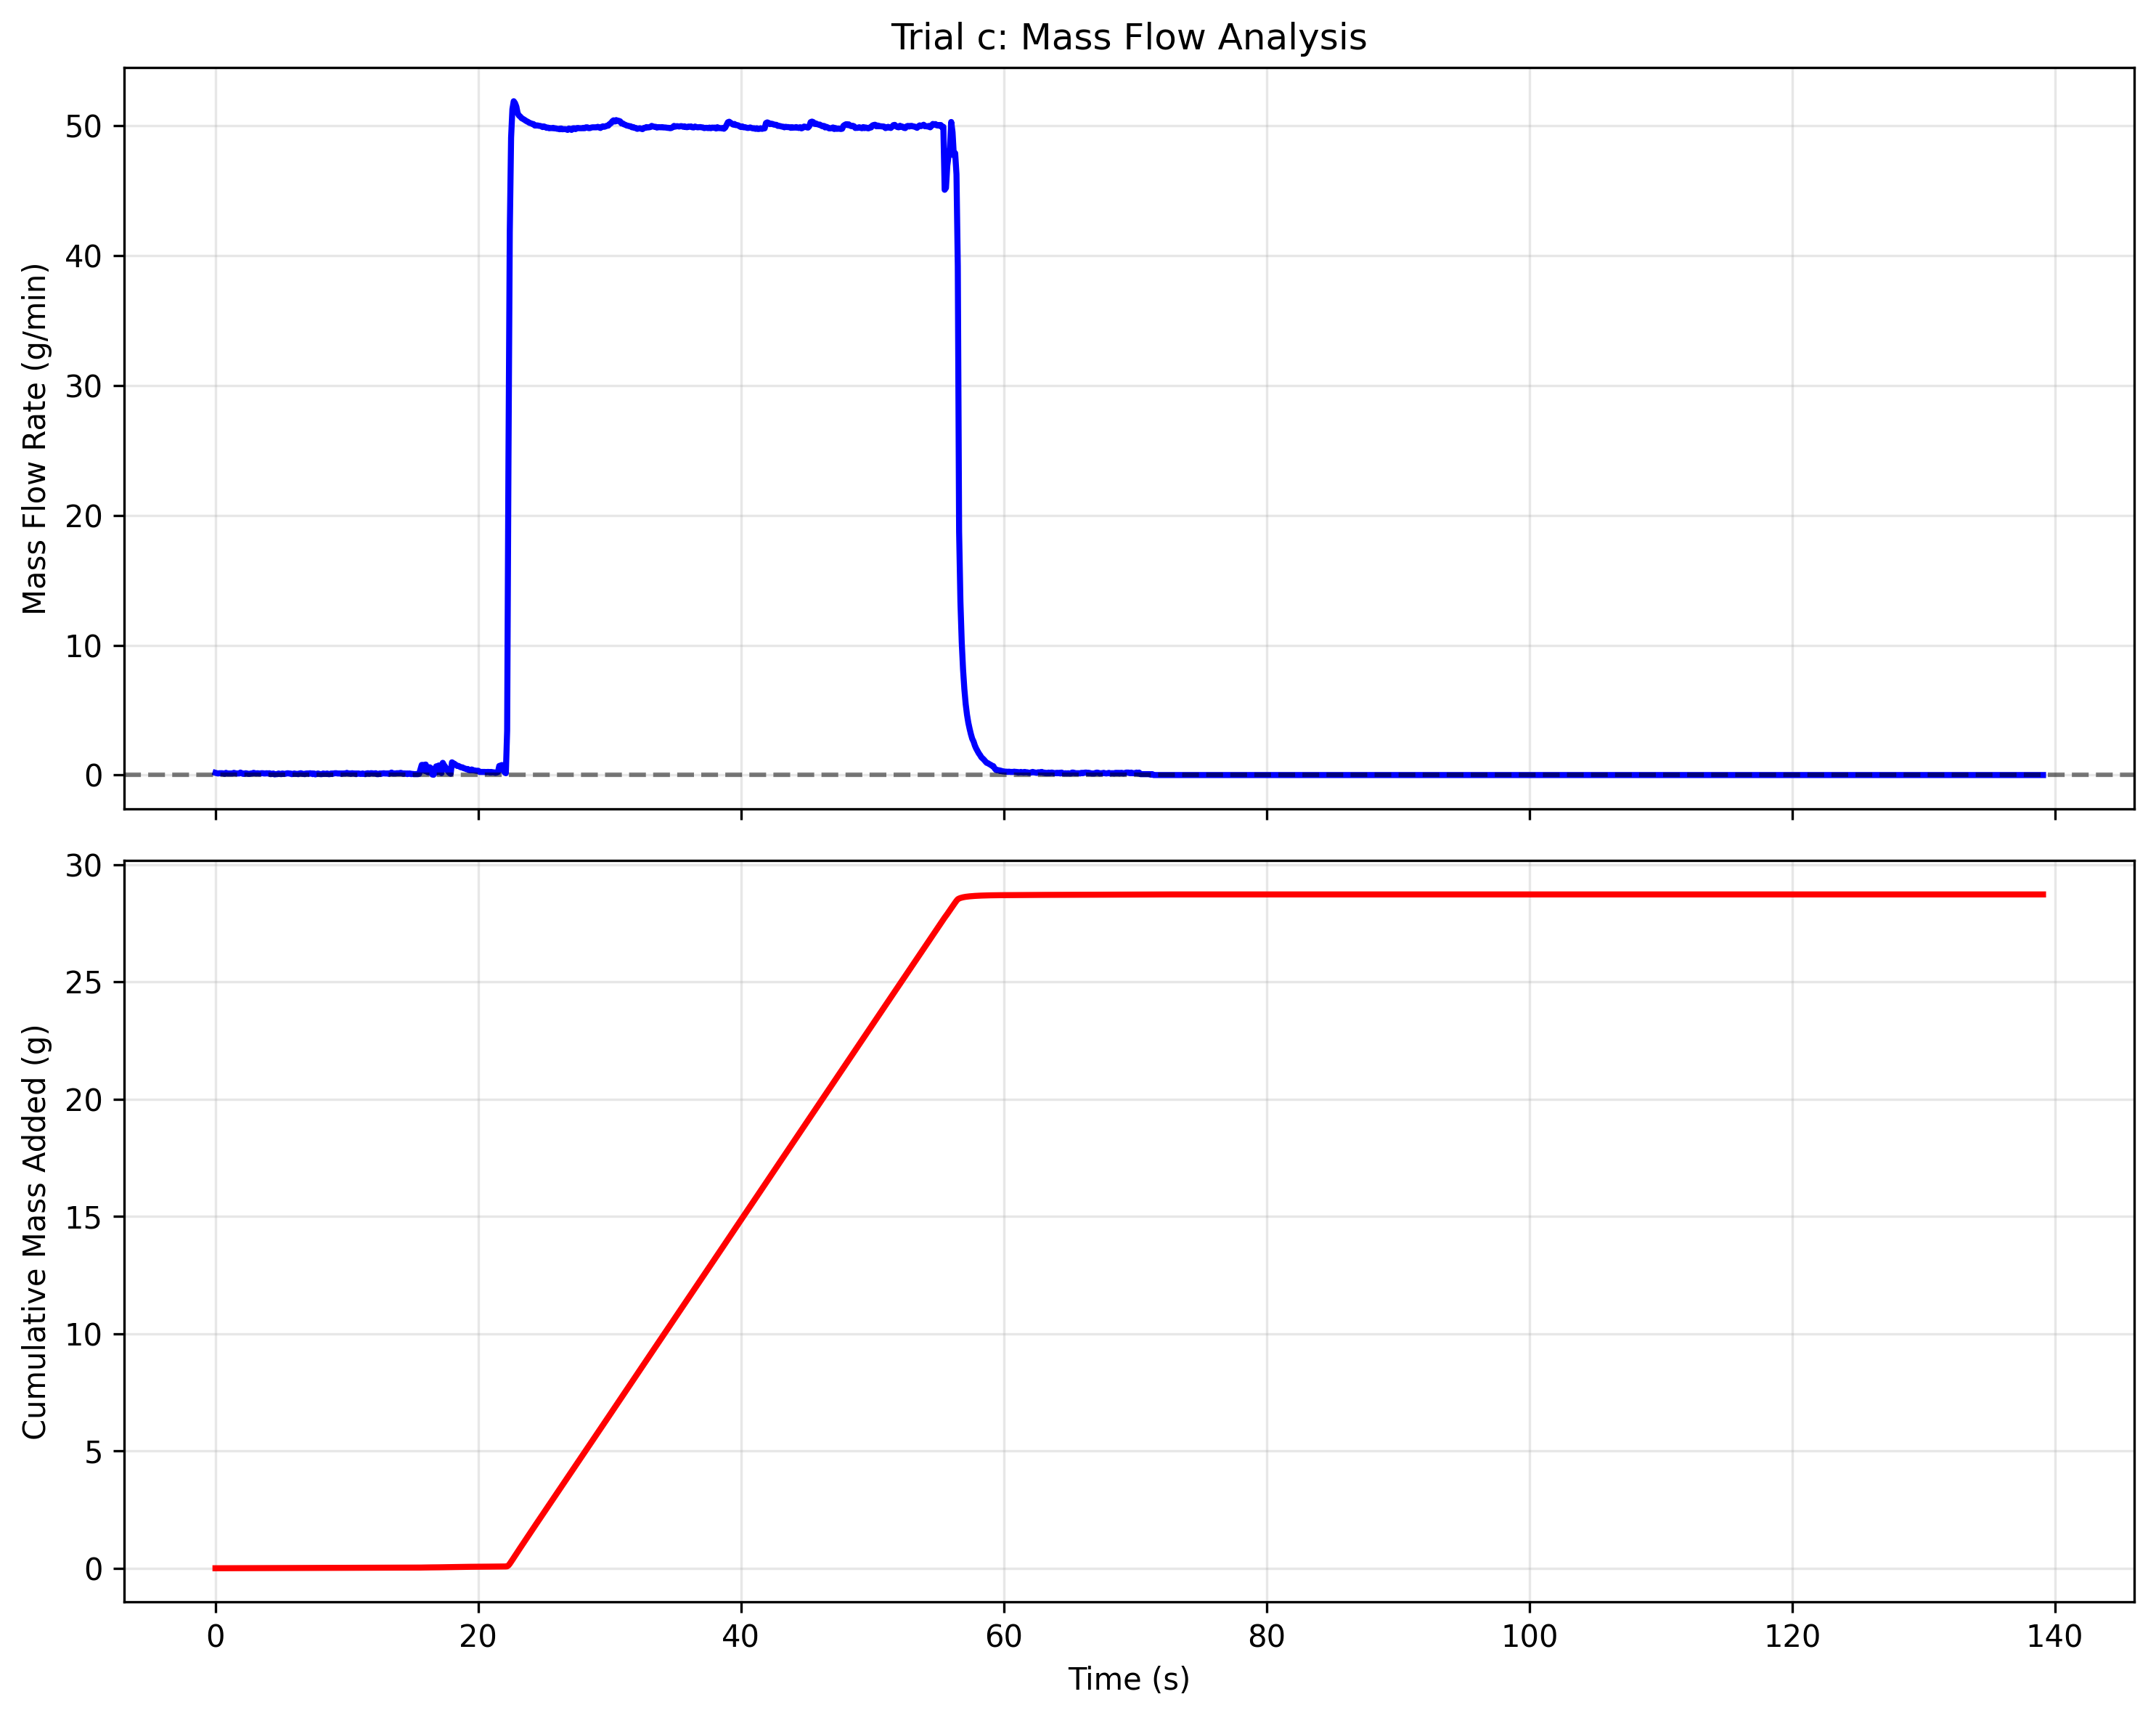 Trial c: Mass Flow Analysis
Mass Flow Rate (g/min)
50
40
30
20
10
0
Cumulative Mass Added (g)
30
25
20
15
10
5
0
0 20 40 60 80 100 120 140
Time (s)